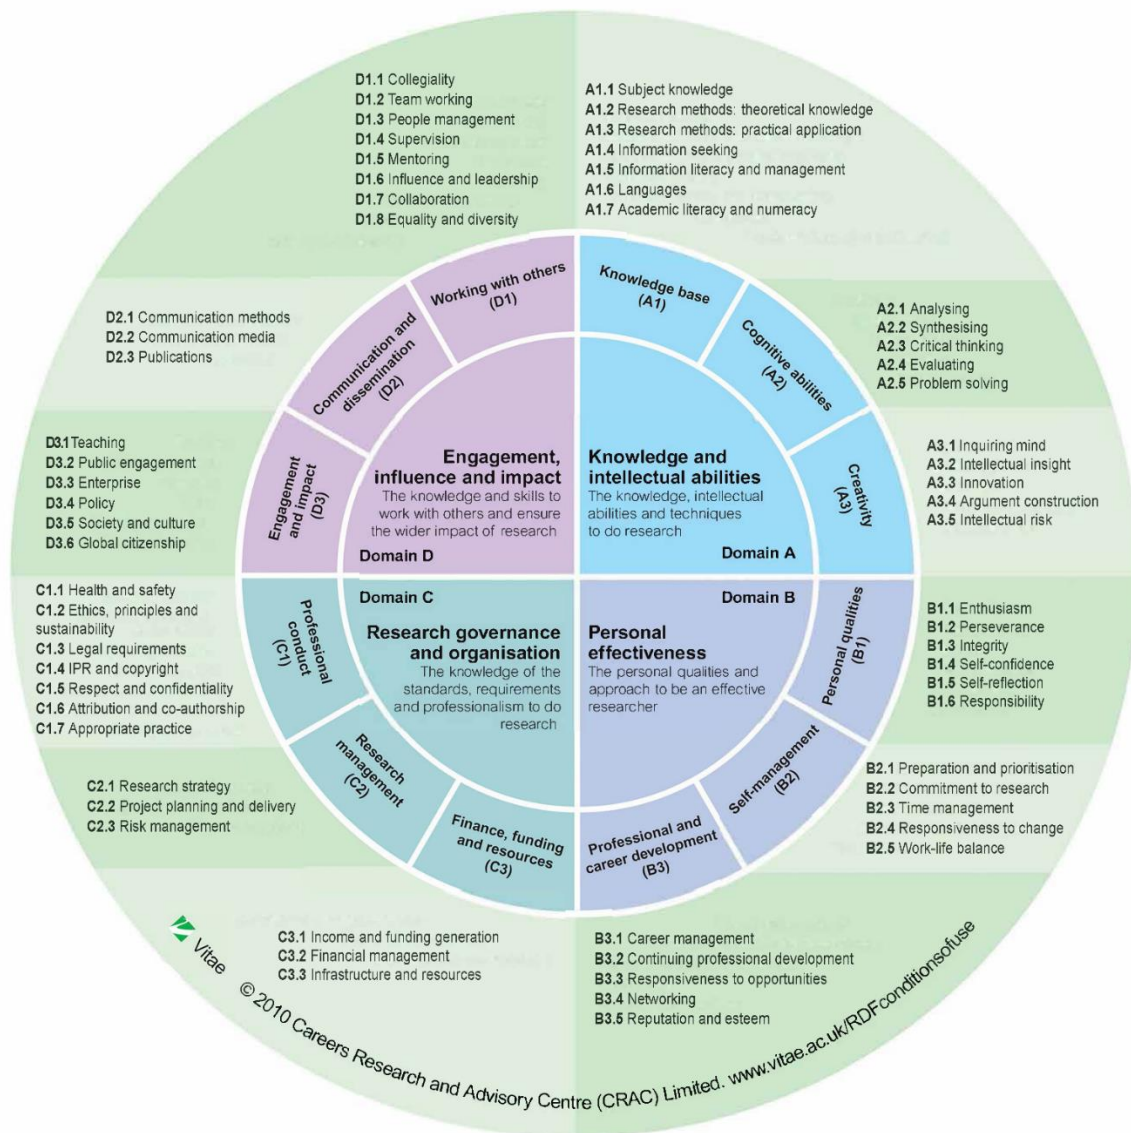 D1.1 Collegiality
D1.2 Team working
D1.3 People management
D1.4 Supervision
D1.5 Mentoring
D1.6 Influence and leadership
D1.7 Collaboration
D1.8 Equality and diversity
A1.1 Subject knowledge
A1.2 Research methods: theoretical knowledge
A1.3 Research methods: practical application
A1.4 Information seeking
A1.5 Information literacy and management
A1.6 Languages
A1.7 Academic literacy and numeracy
Working with others
(D1)
Knowledge base
(A1)
D2.1 Communication methods
D2.2 Communication media
D2.3 Publications
Communication and
dissemination
(D2)
Cognitive abilities
(A2)
A2.1 Analysing
A2.2 Synthesising
A2.3 Critical thinking
A2.4 Evaluating
A2.5 Problem solving
D3.1 Teaching
D3.2 Public engagement
D3.3 Enterprise
D3.4 Policy
D3.5 Society and culture
D3.6 Global citizenship
Engagement
and impact
(D3)
Engagement,
influence and impact
The knowledge and skills to
work with others and ensure
the wider impact of research
Domain D
Knowledge and
intellectual abilities
The knowledge, intellectual
abilities and techniques
to do research
Domain A
Creativity
(A3)
A3.1 Inquiring mind
A3.2 Intellectual insight
A3.3 Innovation
A3.4 Argument construction
A3.5 Intellectual risk
C1.1 Health and safety
C1.2 Ethics, principles and
sustainability
C1.3 Legal requirements
C1.4 IPR and copyright
C1.5 Respect and confidentiality
C1.6 Attribution and co-authorship
C1.7 Appropriate practice
Professional
conduct
(C1)
Domain C
Research governance
and organisation
The knowledge of the
standards, requirements
and professionalism to do
research
Domain B
Personal
effectiveness
The personal qualities and
approach to be an effective
researcher
Personal qualities
(B1)
B1.1 Enthusiasm
B1.2 Perseverance
B1.3 Integrity
B1.4 Self-confidence
B1.5 Self-reflection
B1.6 Responsibility
C2.1 Research strategy
C2.2 Project planning and delivery
C2.3 Risk management
Research
management
(C2)
Self-management
(B2)
B2.1 Preparation and prioritisation
B2.2 Commitment to research
B2.3 Time management
B2.4 Responsiveness to change
B2.5 Work-life balance
Finance, funding
and resources
(C3)
Professional and
career development
(B3)
C3.1 Income and funding generation
C3.2 Financial management
C3.3 Infrastructure and resources
B3.1 Career management
B3.2 Continuing professional development
B3.3 Responsiveness to opportunities
B3.4 Networking
B3.5 Reputation and esteem
Vitae © 2010 Careers Research and Advisory Centre (CRAC) Limited. www.vitae.ac.uk/RDFconditionsofuse